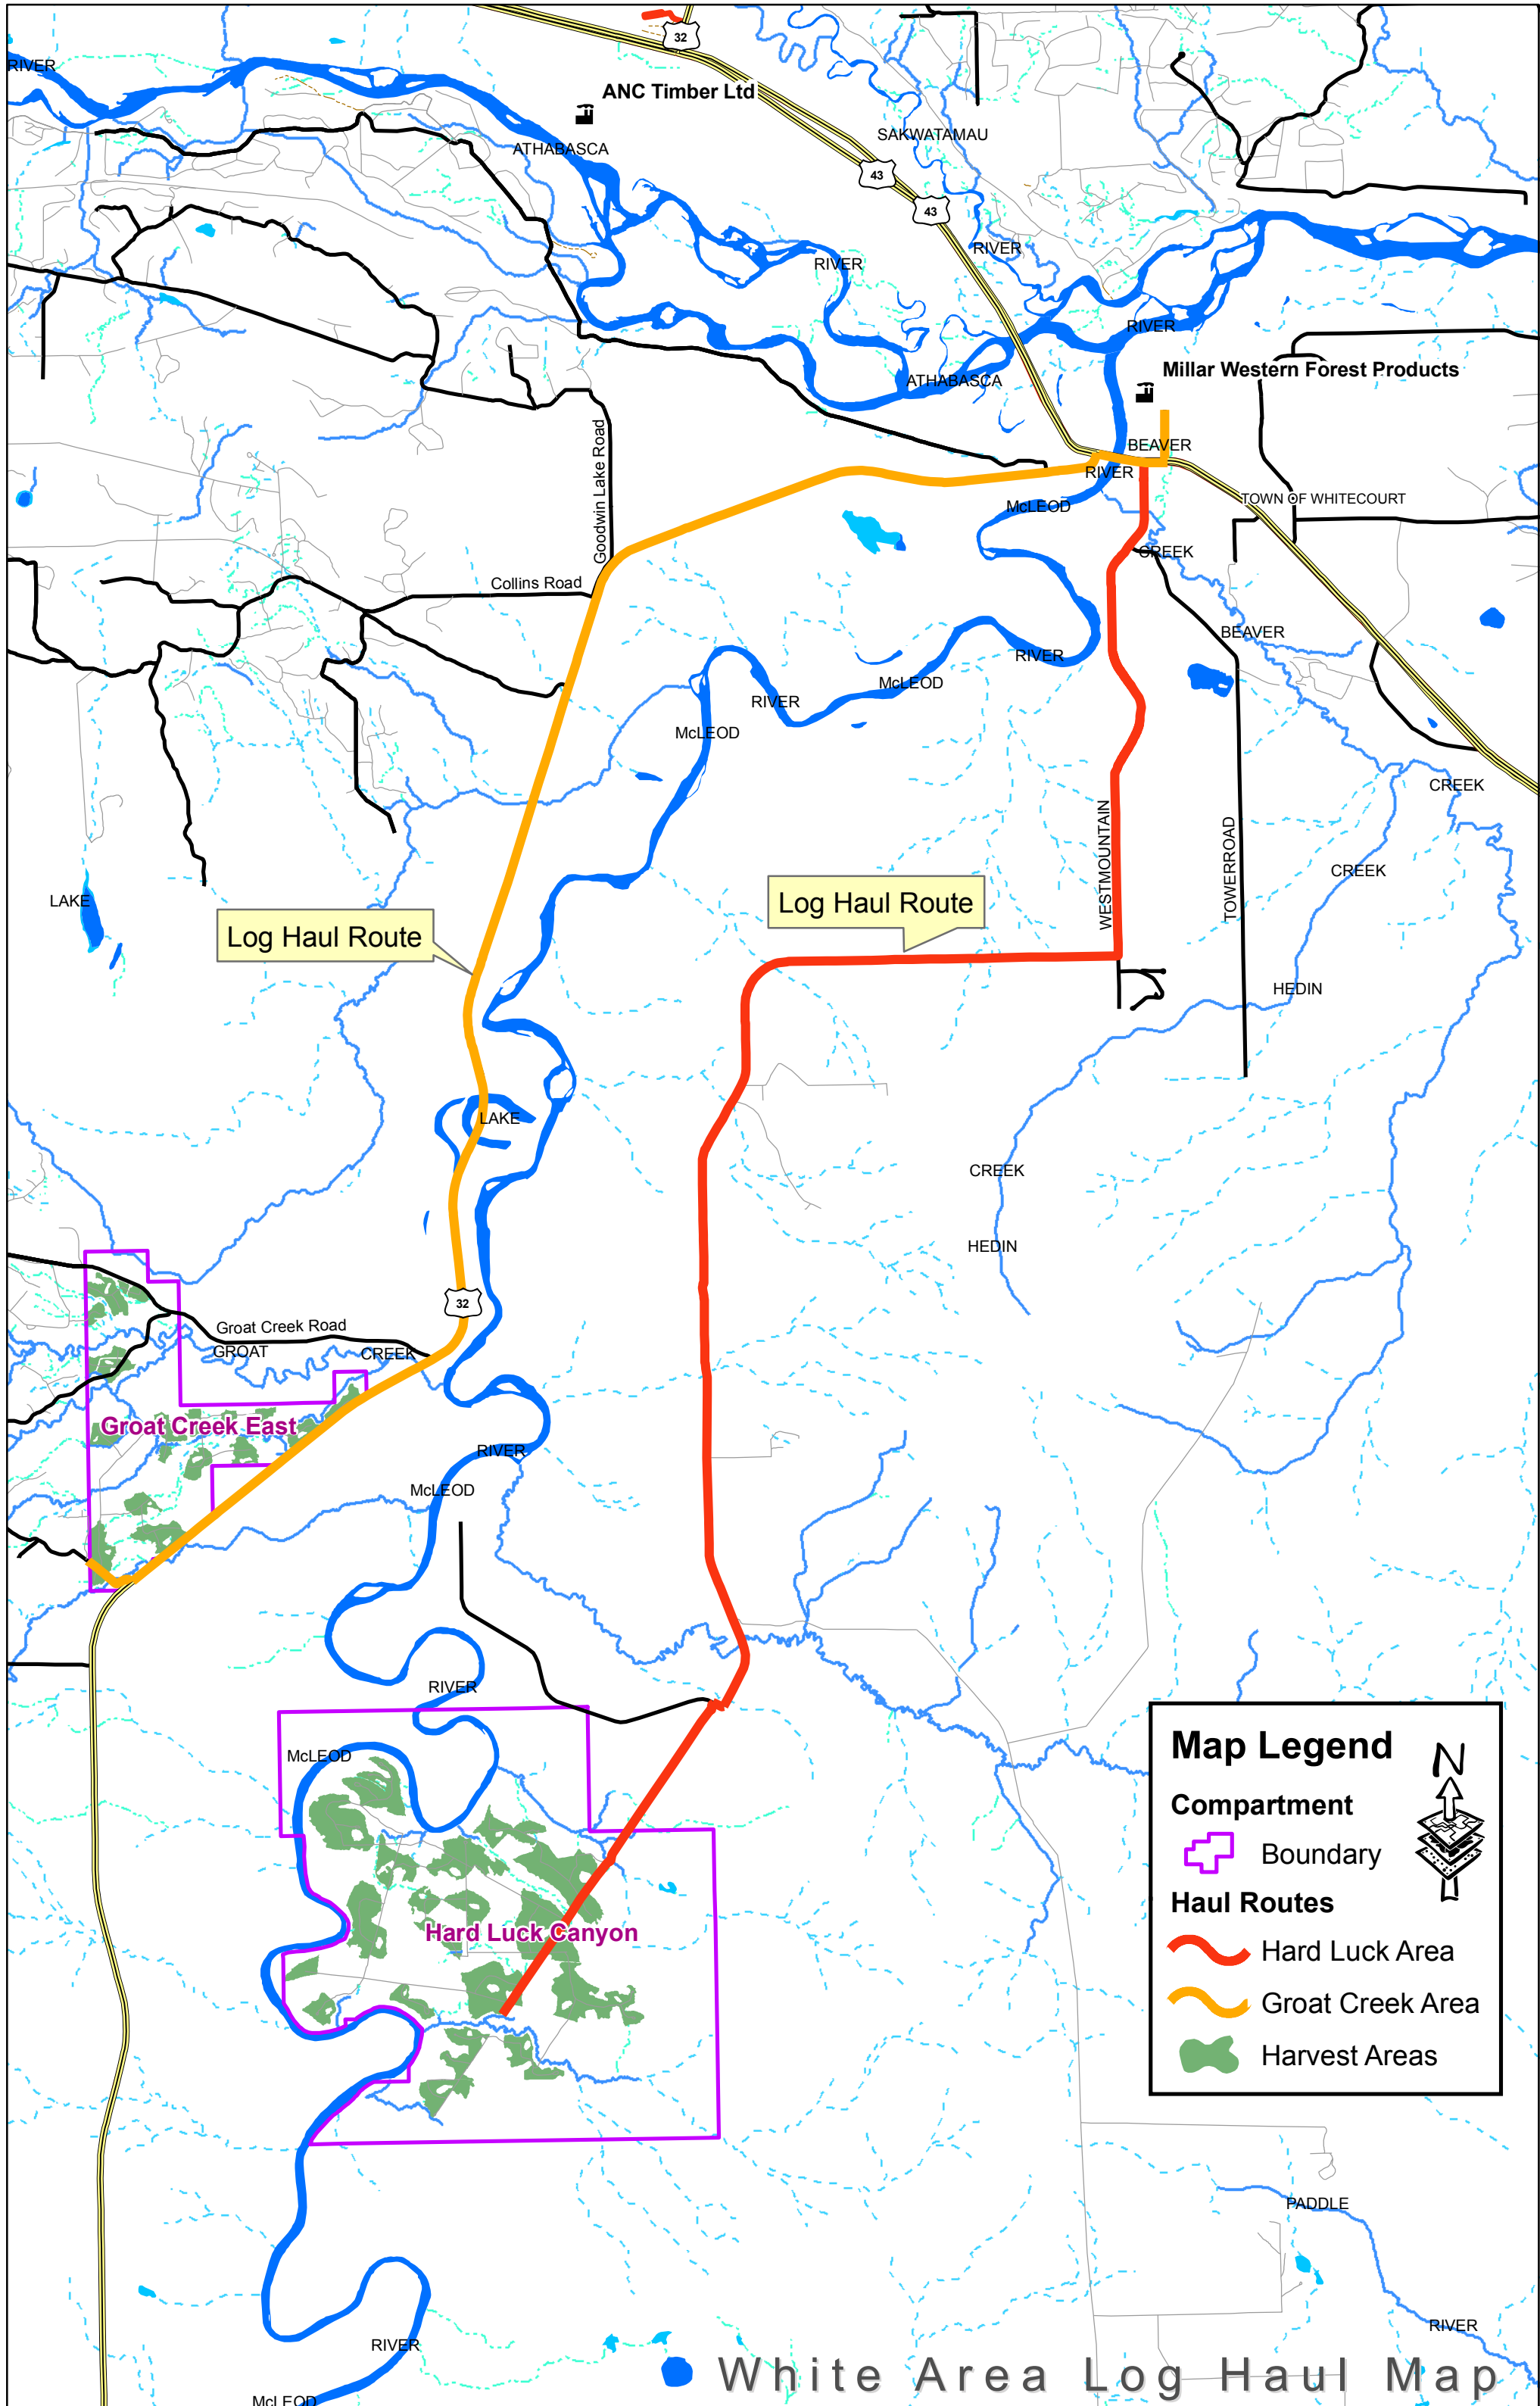 32
RIVER
ANC Timber Ltd
SAKWATAMAU
ATHABASCA
43
43
RIVER
RIVER
RIVER
Millar Western Forest Products
ATHABASCA
Goodwin Lake Road
BEAVER
RIVER
TOWN OF WHITECOURT
McLEOD
CREEK
Collins Road
BEAVER
RIVER
McLEOD
RIVER
McLEOD
CREEK
WESTMOUNTAIN
TOWERROAD
CREEK
LAKE
Log Haul Route
Log Haul Route
HEDIN
LAKE
CREEK
HEDIN
32
Groat Creek Road
GROAT
CREEK
Groat Creek East
RIVER
McLEOD
RIVER
McLEOD
Hard Luck Canyon
Map Legend
N
Compartment
Boundary
Haul Routes
Hard Luck Area
Groat Creek Area
Harvest Areas
PADDLE
RIVER
RIVER
McLEOD
White Area Log Haul Map